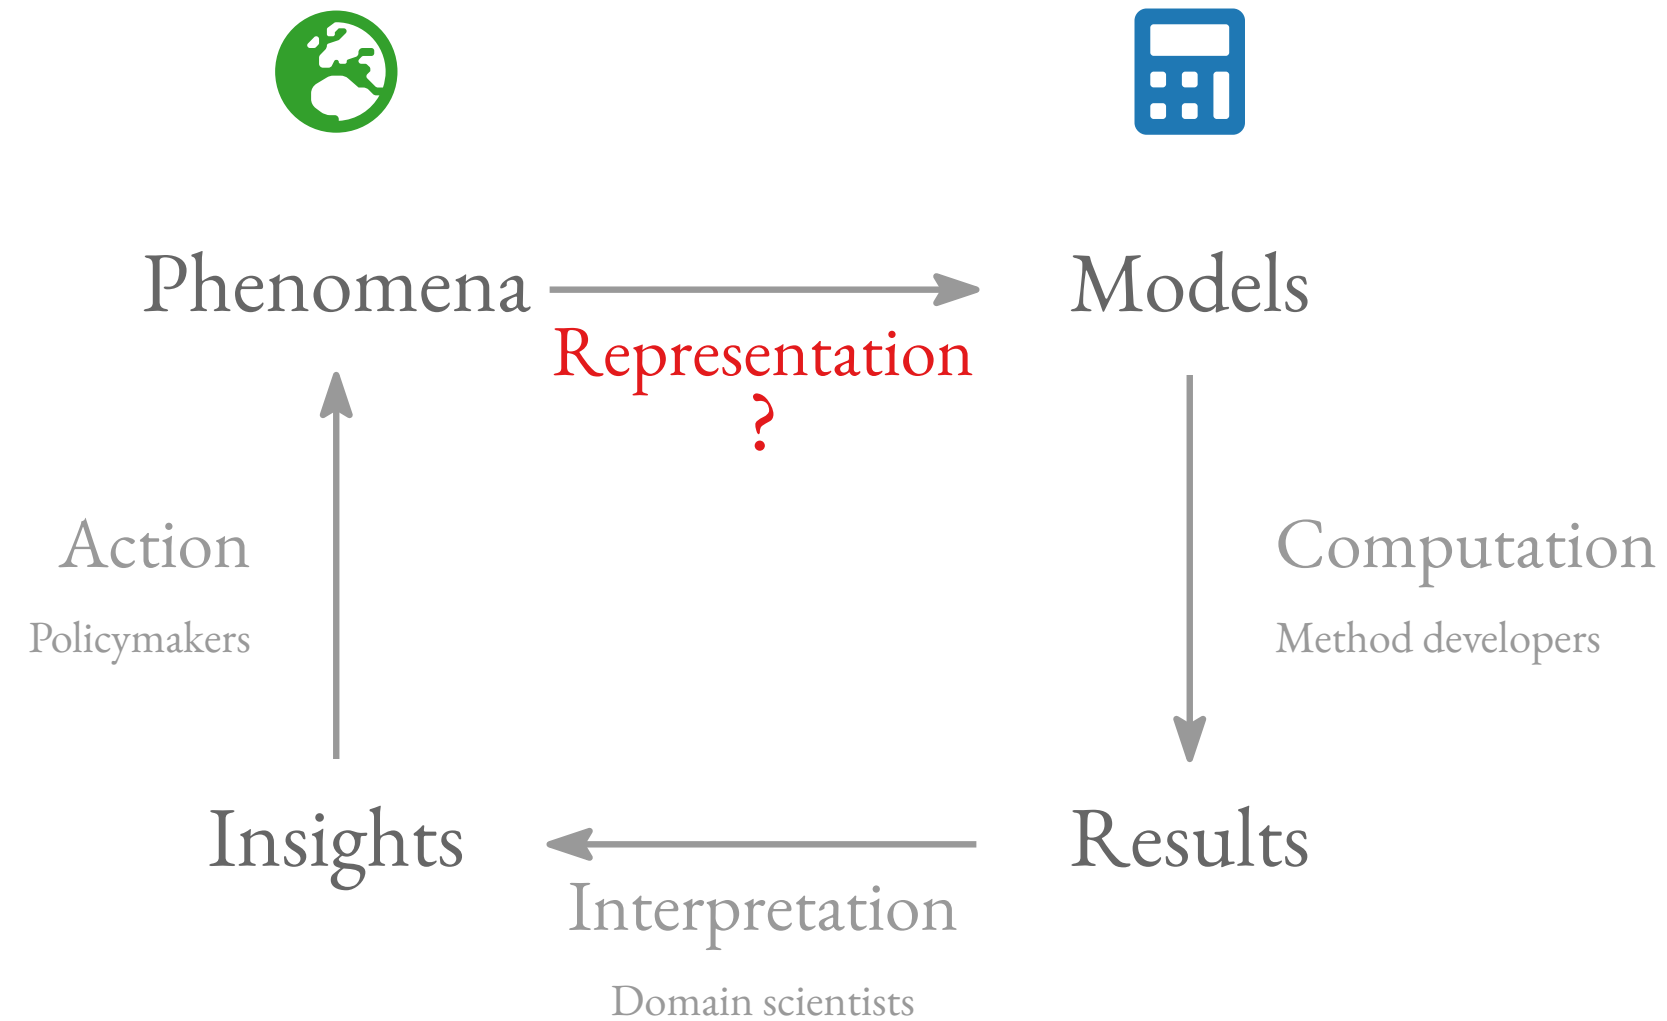 Phenomena
Models
Representation
?
Action
Policymakers
Computation
Method developers
Insights
Results
Interpretation
Domain scientists